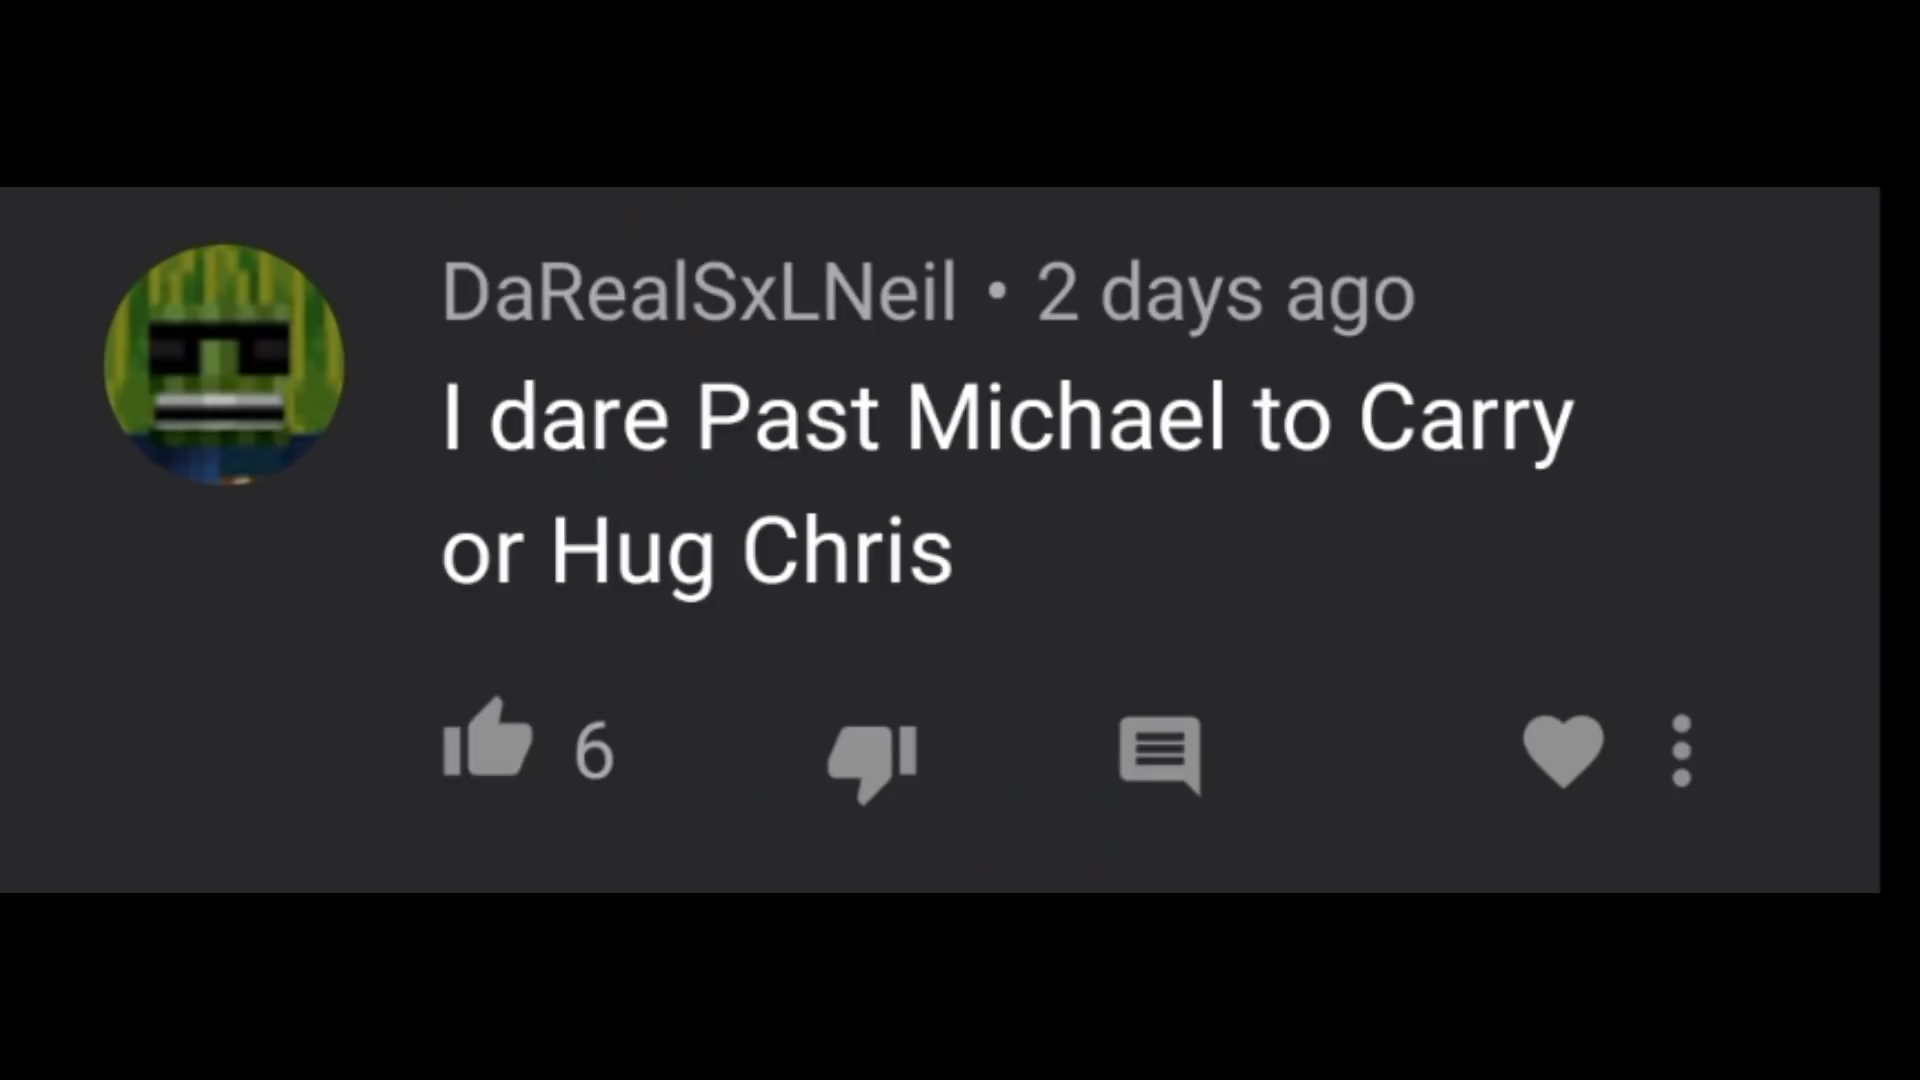 DaRealSxLNeil • 2 days ago
I dare Past Michael to Carry
or Hug Chris
6